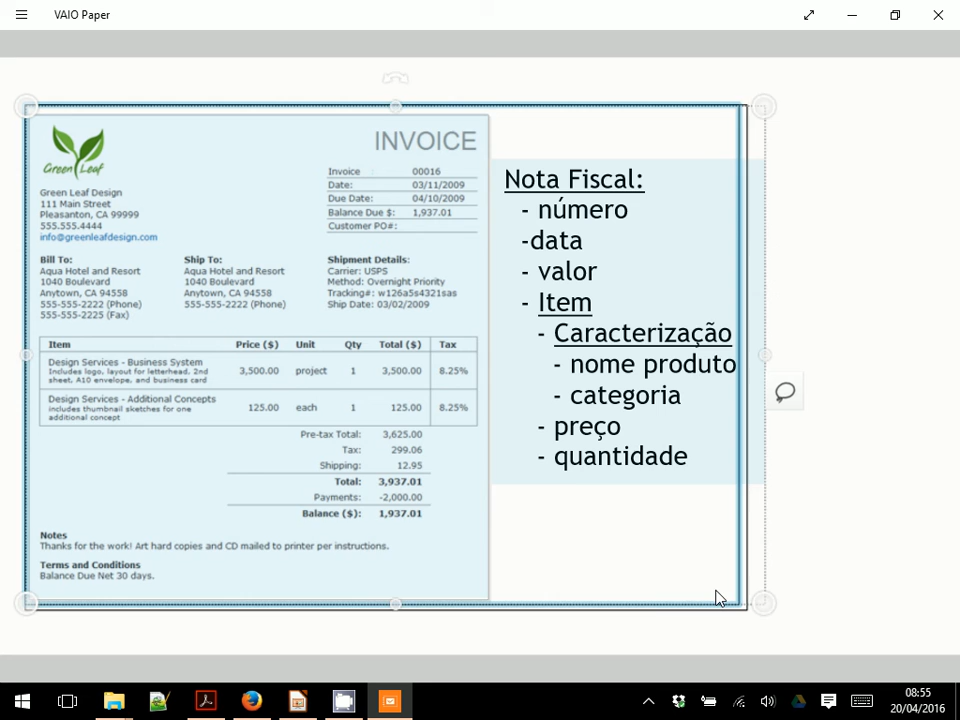 VAIO Paper
Green Leaf
INVOICE
Invoice 00016
Date: 03/11/2009
Due Date: 04/10/2009
Balance Due $: 1,937.01
Customer PO#:
Green Leaf Design
111 Main Street
Pleasanton, CA 99999
555.555.4444
info@greenleafdesign.com
Bill To:
Aqua Hotel and Resort
1040 Boulevard
Anytown, CA 94558
555-555-2222 (Phone)
555-555-2225 (Fax)
Ship To:
Aqua Hotel and Resort
1040 Boulevard
Anytown, CA 94558
555-555-2222 (Phone)
Shipment Details:
Carrier: USPS
Method: Overnight Priority
Tracking#: w126a5s4321sas
Ship Date: 03/02/2009
Item Price ($) Unit Qty Total ($) Tax
Design Services - Business System 3,500.00 project 1 3,500.00 8.25%
Includes logo, layout for letterhead, 2nd
sheet, A10 envelope, and business card
Design Services - Additional Concepts 125.00 each 1 125.00 8.25%
includes thumbnail sketches for one
additional concept
Pre-tax Total: 3,625.00
Tax: 299.06
Shipping: 12.95
Total: 3,937.01
Payments: -2,000.00
Balance ($): 1,937.01
Notes
Thanks for the work! Art hard copies and CD mailed to printer per instructions.
Terms and Conditions
Balance Due Net 30 days.
Nota Fiscal:
- número
-data
- valor
- Item
- Caracterização
- nome produto
- categoria
- preço
- quantidade
08:55
20/04/2016